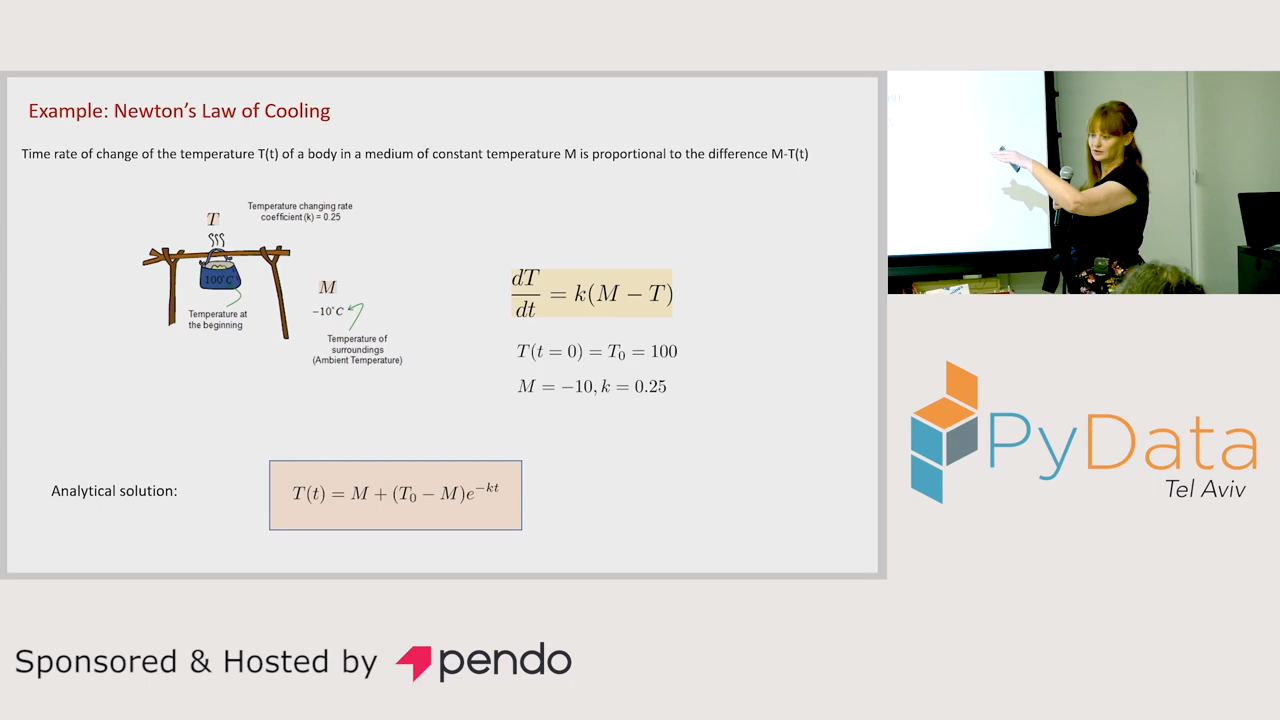 Example: Newton's Law of Cooling
Time rate of change of the temperature T(t) of a body in a medium of constant temperature M is proportional to the difference M-T(t)
Temperature changing rate
coefficient (k) = 0.25
T
100°C
M
−10°C
Temperature at
the beginning
Temperature of
surroundings
(Ambient Temperature)
dT/dt = k(M − T)
T(t = 0) = T₀ = 100
M = −10, k = 0.25
Analytical solution:
T(t) = M + (T₀ − M)e^{−kt}
PyData
Tel Aviv
Sponsored & Hosted by pendo